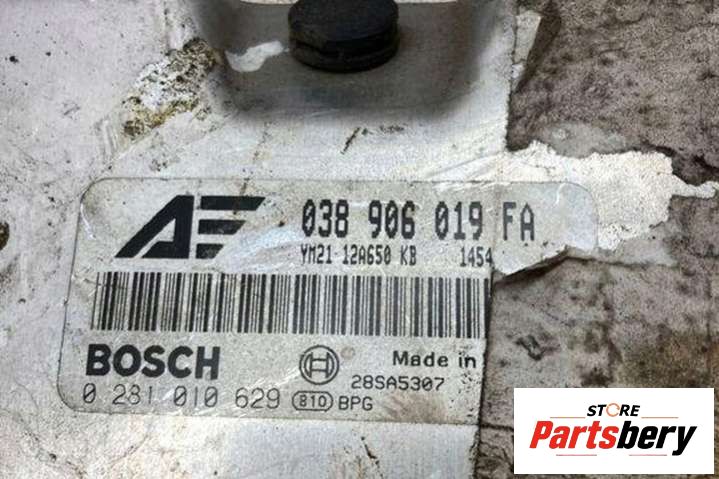 AE 038 906 019 FA
YM21 12A650 KB 1454
BOSCH Made in
28SA5307
0 281 010 629 810 BPG
STORE
Partsbery